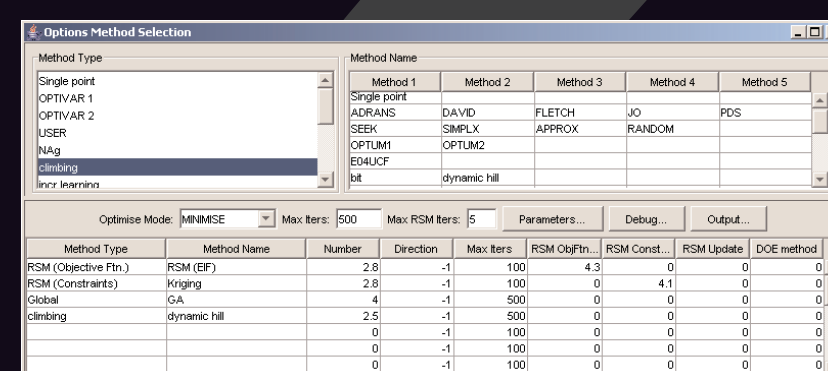 Options Method Selection
Method Type
Single point
OPTIVAR 1
OPTIVAR 2
USER
NAg
climbing
incr learning
Method Name
Method 1 Method 2 Method 3 Method 4 Method 5
Single point
ADRANS DAVID FLETCH JO PDS
SEEK SIMPLX APPROX RANDOM
OPTUM1 OPTUM2
E04UCF
bit dynamic hill
Optimise Mode: MINIMISE Max Iters: 500 Max RSM Iters: 5 Parameters... Debug... Output...
Method Type Method Name Number Direction Max Iters RSM ObjFtn... RSM Const... RSM Update DOE method
RSM (Objective Ftn.) RSM (EIF) 2.8 -1 100 4.3 0 0 0
RSM (Constraints) Kriging 2.8 -1 100 0 4.1 0 0
Global GA 4 -1 500 0 0 0 0
climbing dynamic hill 2.5 -1 500 0 0 0 0
0 -1 100 0 0 0 0
0 -1 100 0 0 0 0
0 -1 100 0 0 0 0